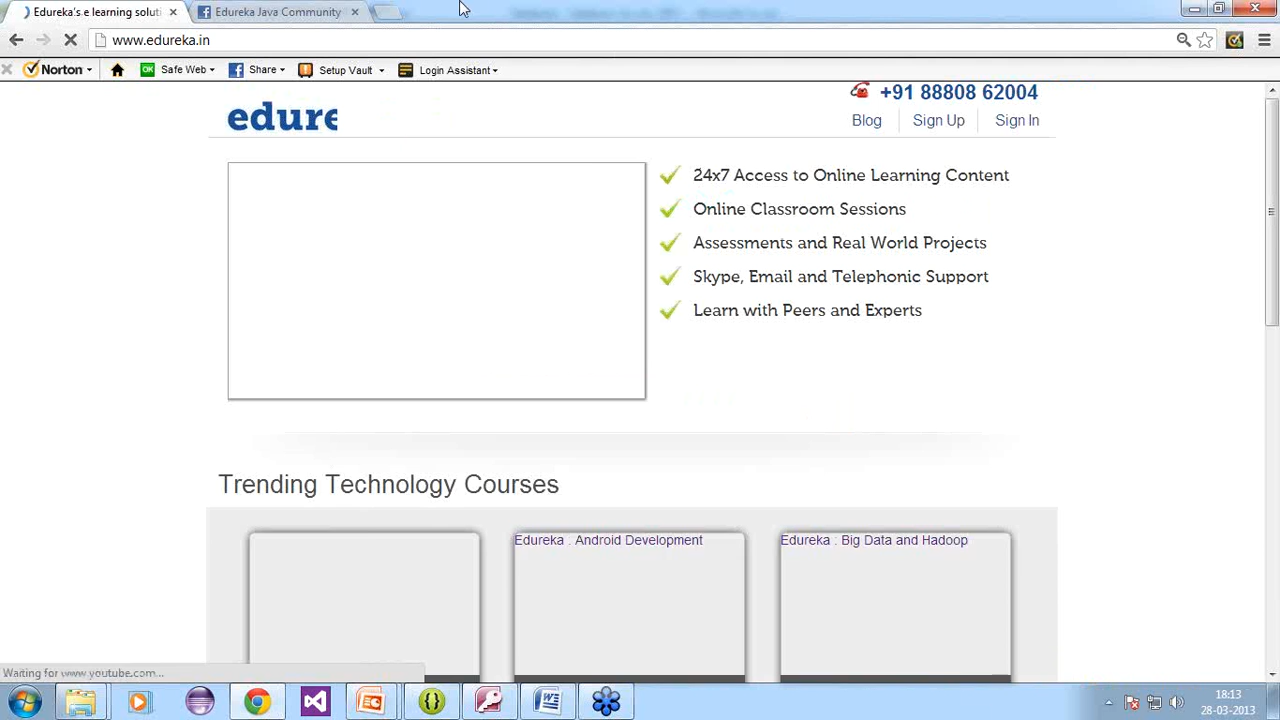 Edureka's e learning soluti
Edureka Java Community
www.edureka.in
Norton
Safe Web
Share
Setup Vault
Login Assistant
edure
+91 88808 62004
Blog
Sign Up
Sign In
24x7 Access to Online Learning Content
Online Classroom Sessions
Assessments and Real World Projects
Skype, Email and Telephonic Support
Learn with Peers and Experts
Trending Technology Courses
Edureka : Android Development
Edureka : Big Data and Hadoop
Waiting for www.youtube.com...
18:13
28-03-2013